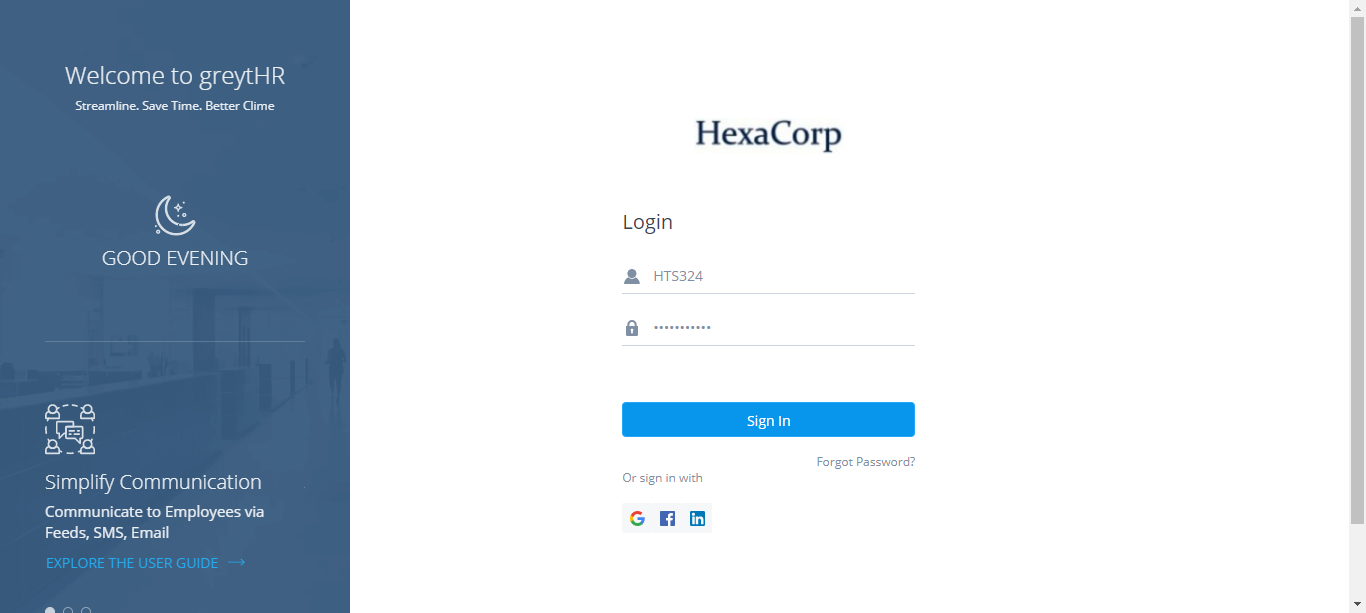 Welcome to greytHR
Streamline. Save Time. Better Clime
GOOD EVENING
Simplify Communication
Communicate to Employees via
Feeds, SMS, Email
EXPLORE THE USER GUIDE
HexaCorp
Login
HTS324
•••••••••••
Sign In
Forgot Password?
Or sign in with